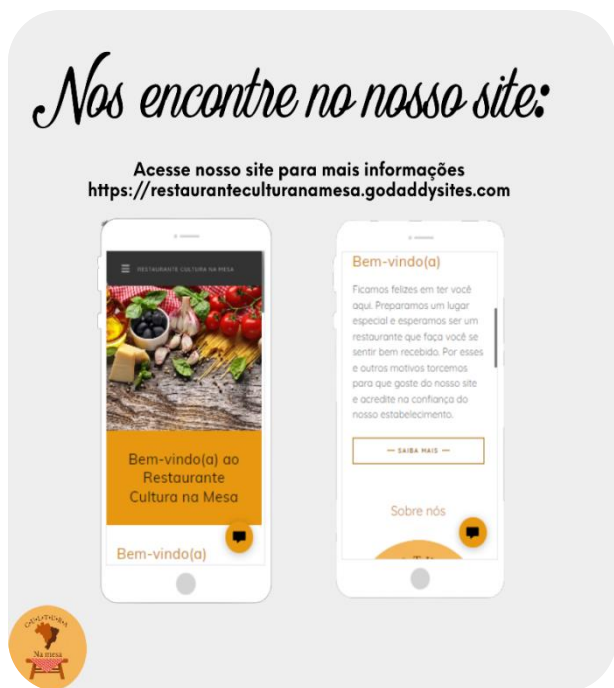 Nos encontre no nosso site:
Acesse nosso site para mais informações
https://restauranteculturanamesa.godaddysites.com
RESTAURANTE CULTURA NA MESA
Bem-vindo(a) ao
Restaurante
Cultura na Mesa
Bem-vindo(a)
Bem-vindo(a)
Ficamos felizes em ter você
aqui. Preparamos um lugar
especial e esperamos ser um
restaurante que faça você se
sentir bem recebido. Por esses
e outros motivos torcemos
para que goste do nosso site
e acredite na confiança do
nosso estabelecimento.
— SAIBA MAIS —
Sobre nós
Na mesa